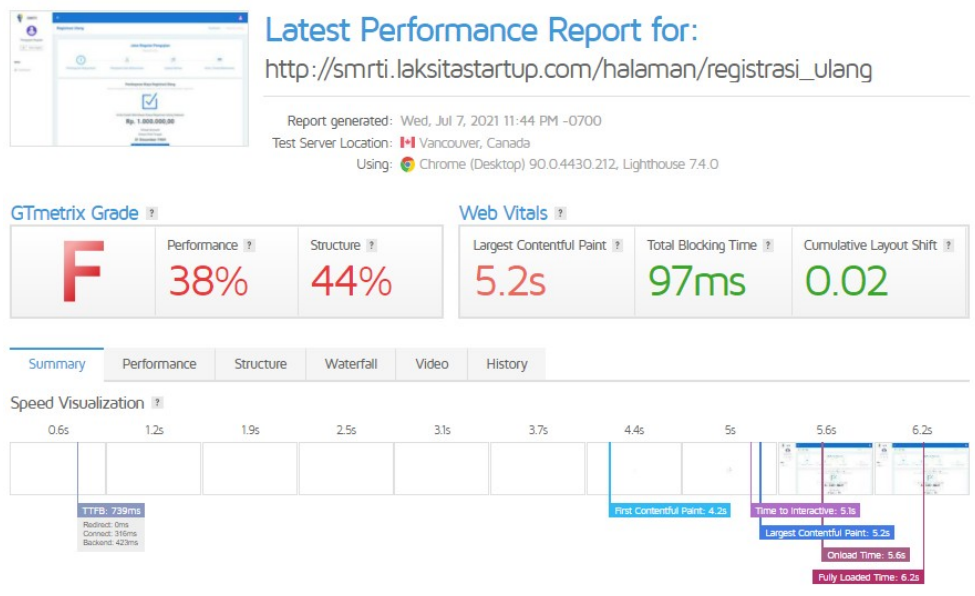 Latest Performance Report for:
http://smrti.laksitastartup.com/halaman/registrasi_ulang
Report generated: Wed, Jul 7, 2021 11:44 PM -0700
Test Server Location: Vancouver, Canada
Using: Chrome (Desktop) 90.0.4430.212, Lighthouse 7.4.0
GTmetrix Grade ?
Web Vitals ?
F
Performance ?
38%
Structure ?
44%
Largest Contentful Paint ?
5.2s
Total Blocking Time ?
97ms
Cumulative Layout Shift ?
0.02
Summary Performance Structure Waterfall Video History
Speed Visualization ?
0.6s 1.2s 1.9s 2.5s 3.1s 3.7s 4.4s 5s 5.6s 6.2s
TTFB: 739ms
Redirect: 0ms
Connect: 316ms
Backend: 423ms
First Contentful Paint: 4.2s
Time to Interactive: 5.1s
Largest Contentful Paint: 5.2s
Onload Time: 5.6s
Fully Loaded Time: 6.2s
Registrasi Ulang
Rp. 1.000.000,00